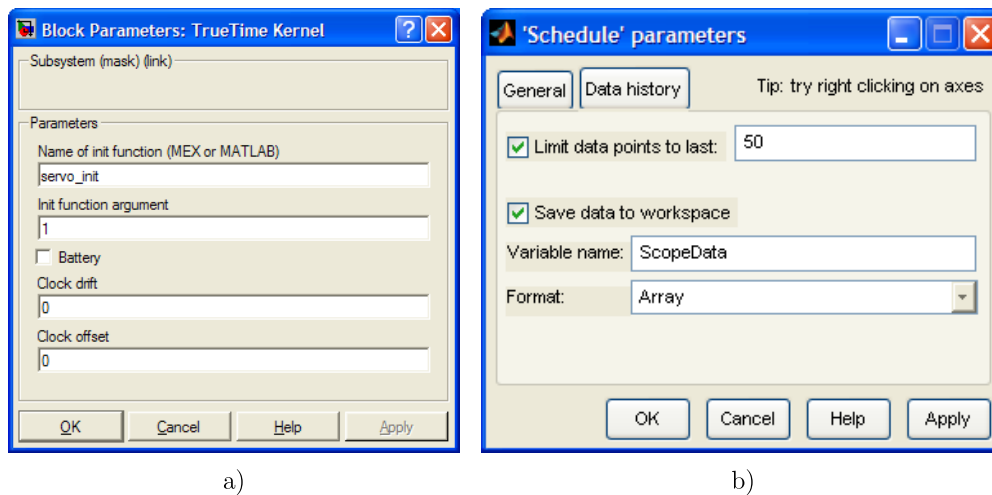 Block Parameters: TrueTime Kernel
Subsystem (mask) (link)
Parameters
Name of init function (MEX or MATLAB)
servo_init
Init function argument
1
Battery
Clock drift
0
Clock offset
0
OK Cancel Help Apply
a)
'Schedule' parameters
General Data history Tip: try right clicking on axes
Limit data points to last: 50
Save data to workspace
Variable name: ScopeData
Format: Array
OK Cancel Help Apply
b)